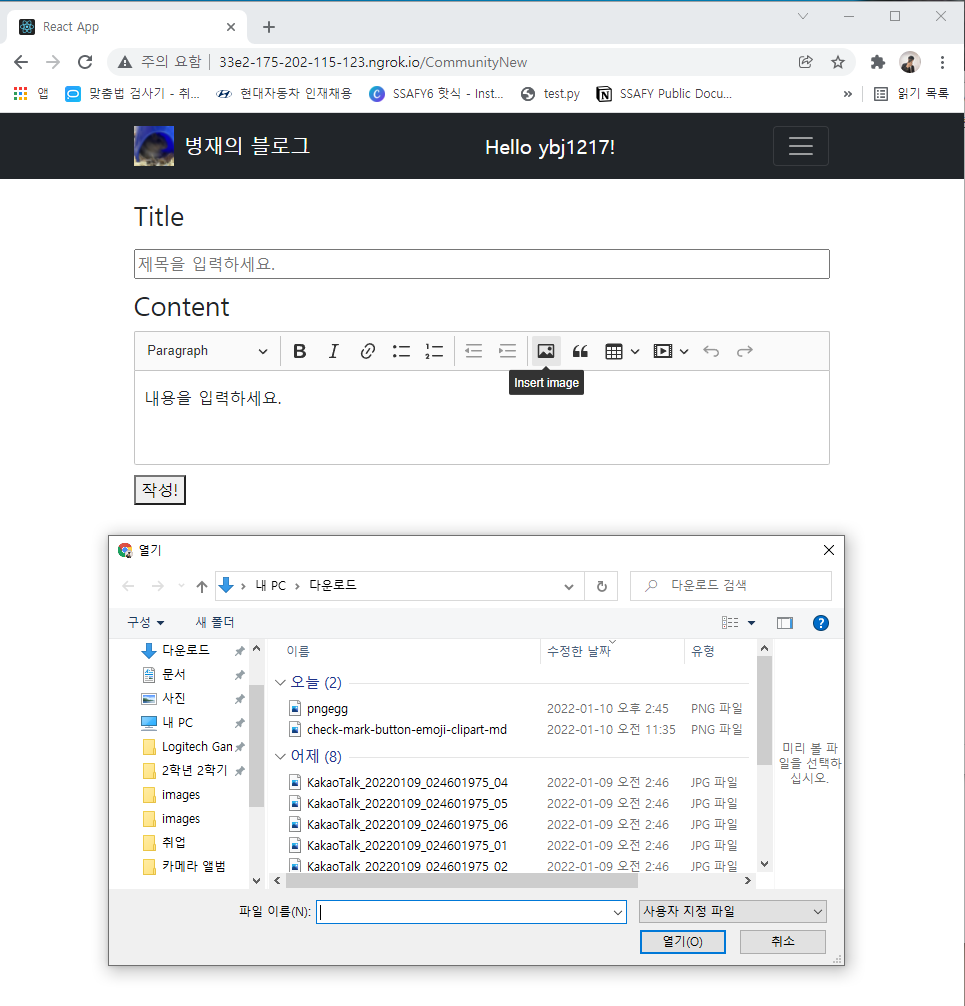 React App
주의 요함 33e2-175-202-115-123.ngrok.io/CommunityNew
앱 맞춤법 검사기 - 취... 현대자동차 인재채용 SSAFY6 핫식 - Inst... test.py SSAFY Public Docu... » 읽기 목록
병재의 블로그 Hello ybj1217!
Title
제목을 입력하세요.
Content
Paragraph
Insert image
내용을 입력하세요.
작성!
열기
내 PC 다운로드 다운로드 검색
구성 새 폴더
다운로드
문서
사진
내 PC
Logitech Gan
2학년 2학기
images
images
취업
카메라 앨범
이름 수정한 날짜 유형
오늘 (2)
pngegg 2022-01-10 오후 2:45 PNG 파일
check-mark-button-emoji-clipart-md 2022-01-10 오전 11:35 PNG 파일
어제 (8)
KakaoTalk_20220109_024601975_04 2022-01-09 오전 2:46 JPG 파일
KakaoTalk_20220109_024601975_05 2022-01-09 오전 2:46 JPG 파일
KakaoTalk_20220109_024601975_06 2022-01-09 오전 2:46 JPG 파일
KakaoTalk_20220109_024601975_01 2022-01-09 오전 2:46 JPG 파일
KakaoTalk_20220109_024601975_02 2022-01-09 오전 2:46 JPG 파일
미리 볼 파
일을 선택하
십시오.
파일 이름(N): 사용자 지정 파일
열기(O) 취소